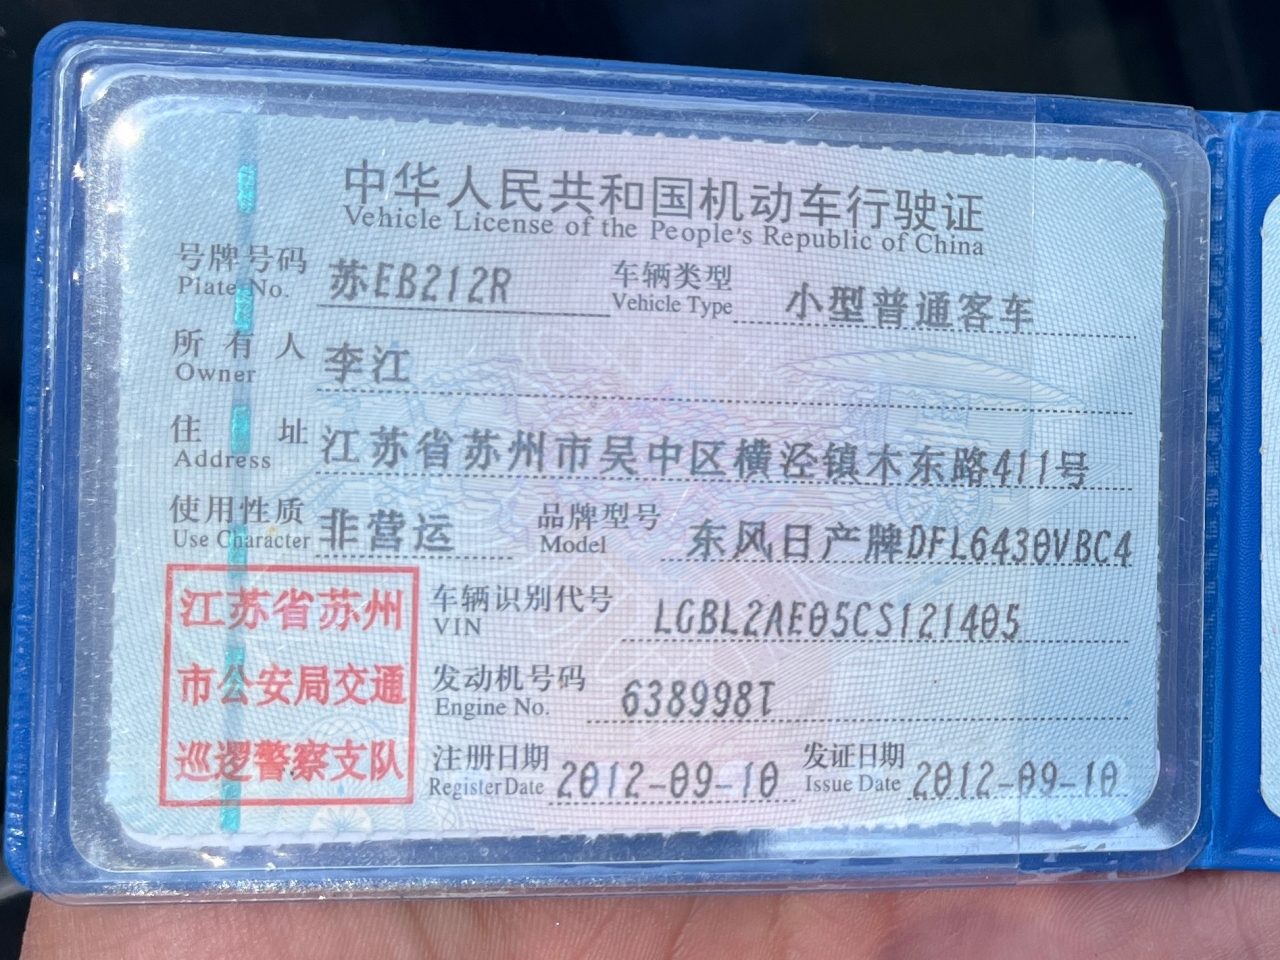 中华人民共和国机动车行驶证
Vehicle License of the People's Republic of China
号牌号码 苏EB212R 车辆类型 小型普通客车
Plate No. Vehicle Type
所有人 李江
Owner
住址 江苏省苏州市吴中区横泾镇木东路411号
Address
使用性质 非营运 品牌型号 东风日产牌DFL6430VBC4
Use Character Model
江苏省苏州 车辆识别代号 LGBL2AE05CS121405
VIN
市公安局交通 发动机号码 638998T
Engine No.
巡逻警察支队 注册日期 2012-09-10 发证日期 2012-09-10
Register Date Issue Date